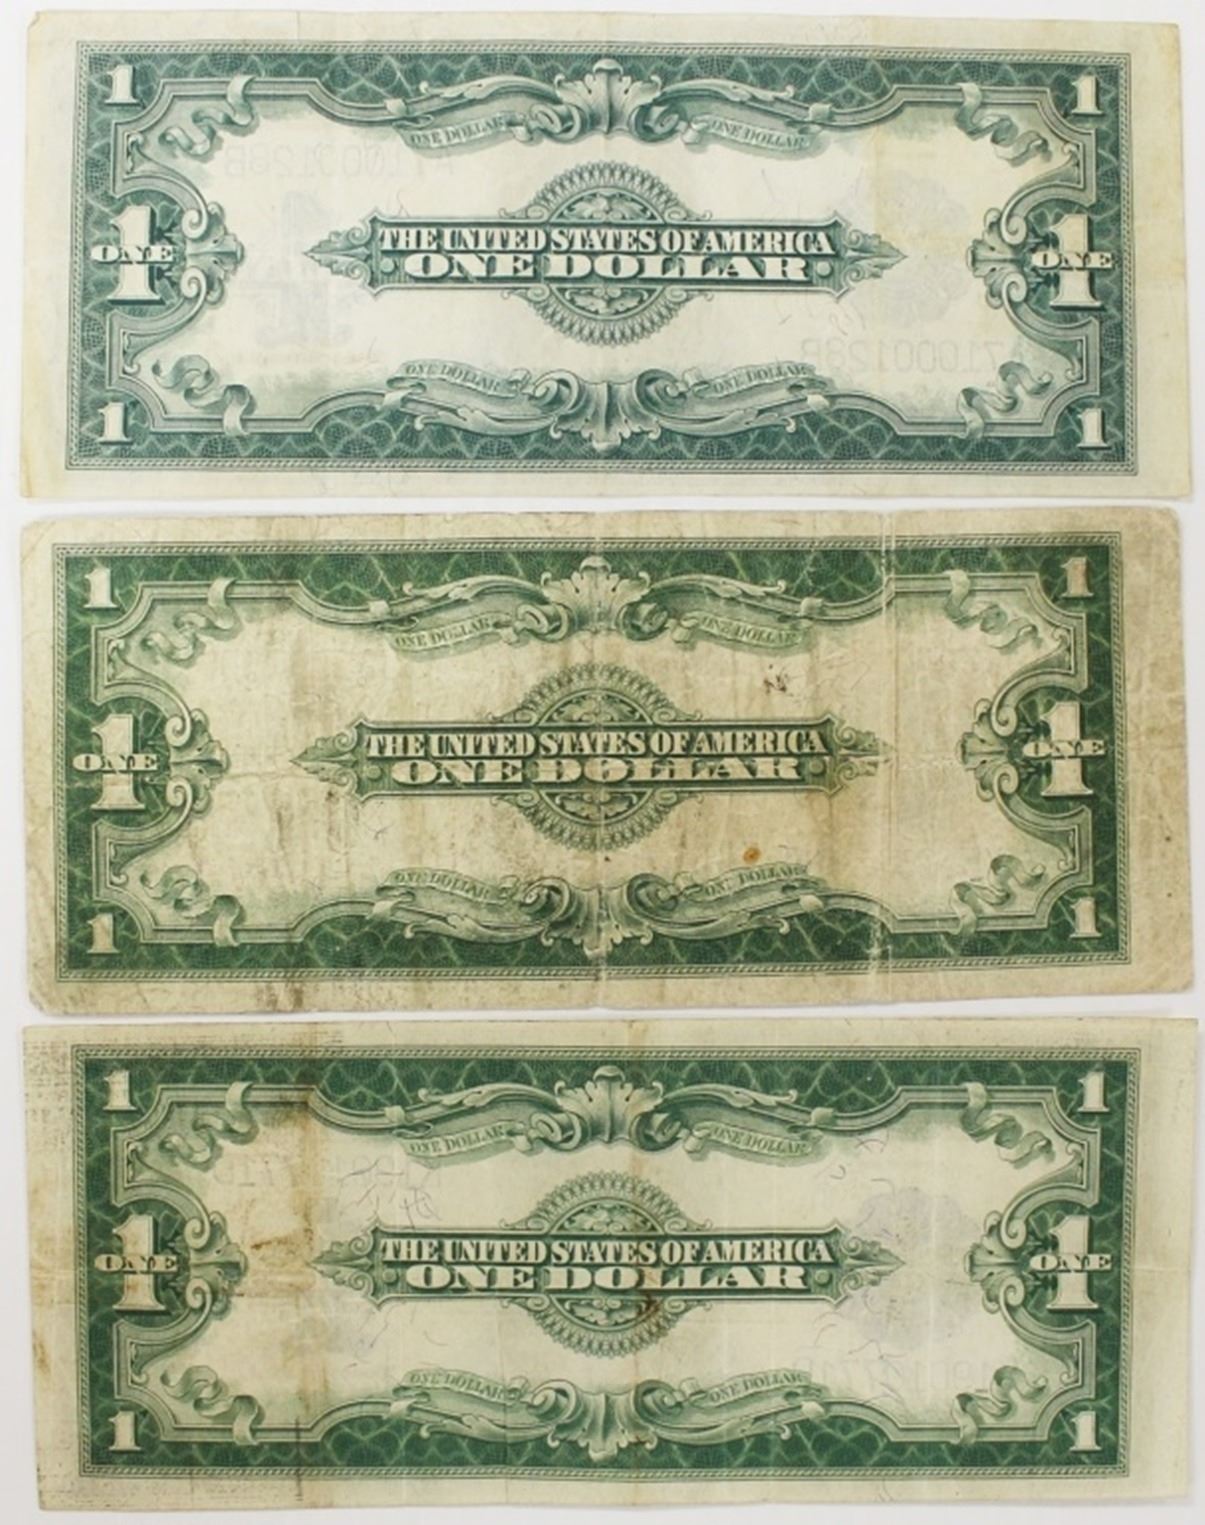 1 1
ONE DOLLAR ONE DOLLAR
THE UNITED STATES OF AMERICA
ONE 1 ONE 1
ONE DOLLAR
A71000128B
ONE DOLLAR ONE DOLLAR
1 1
1 1
ONE DOLLAR ONE DOLLAR
THE UNITED STATES OF AMERICA
ONE 1 ONE 1
ONE DOLLAR
ONE DOLLAR ONE DOLLAR
1 1
1 1
ONE DOLLAR ONE DOLLAR
THE UNITED STATES OF AMERICA
ONE 1 ONE 1
ONE DOLLAR
ONE DOLLAR ONE DOLLAR
1 1